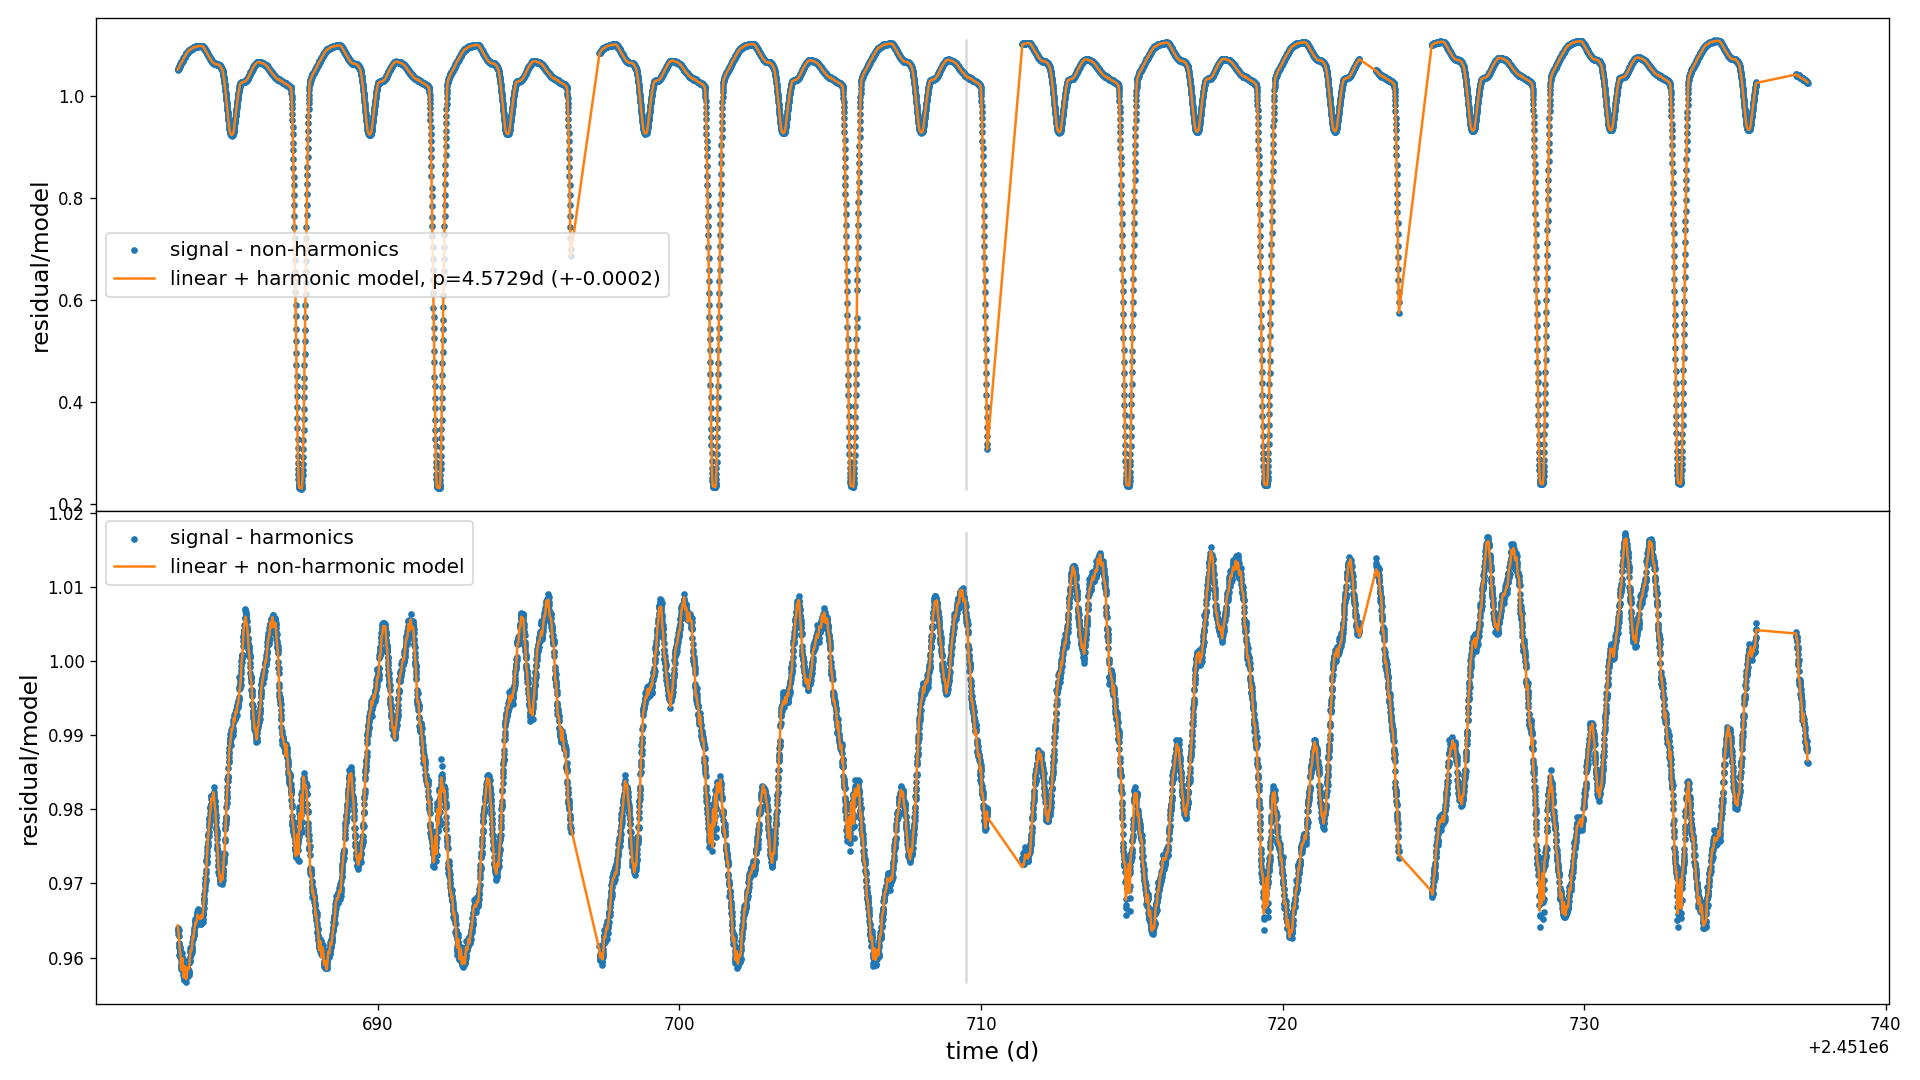 1.0
0.8
0.6
0.4
0.2
residual/model
signal - non-harmonics
linear + harmonic model, p=4.5729d (+-0.0002)
1.02
1.01
1.00
0.99
0.98
0.97
0.96
residual/model
signal - harmonics
linear + non-harmonic model
690
700
710
720
730
740
time (d)
+2.451e6